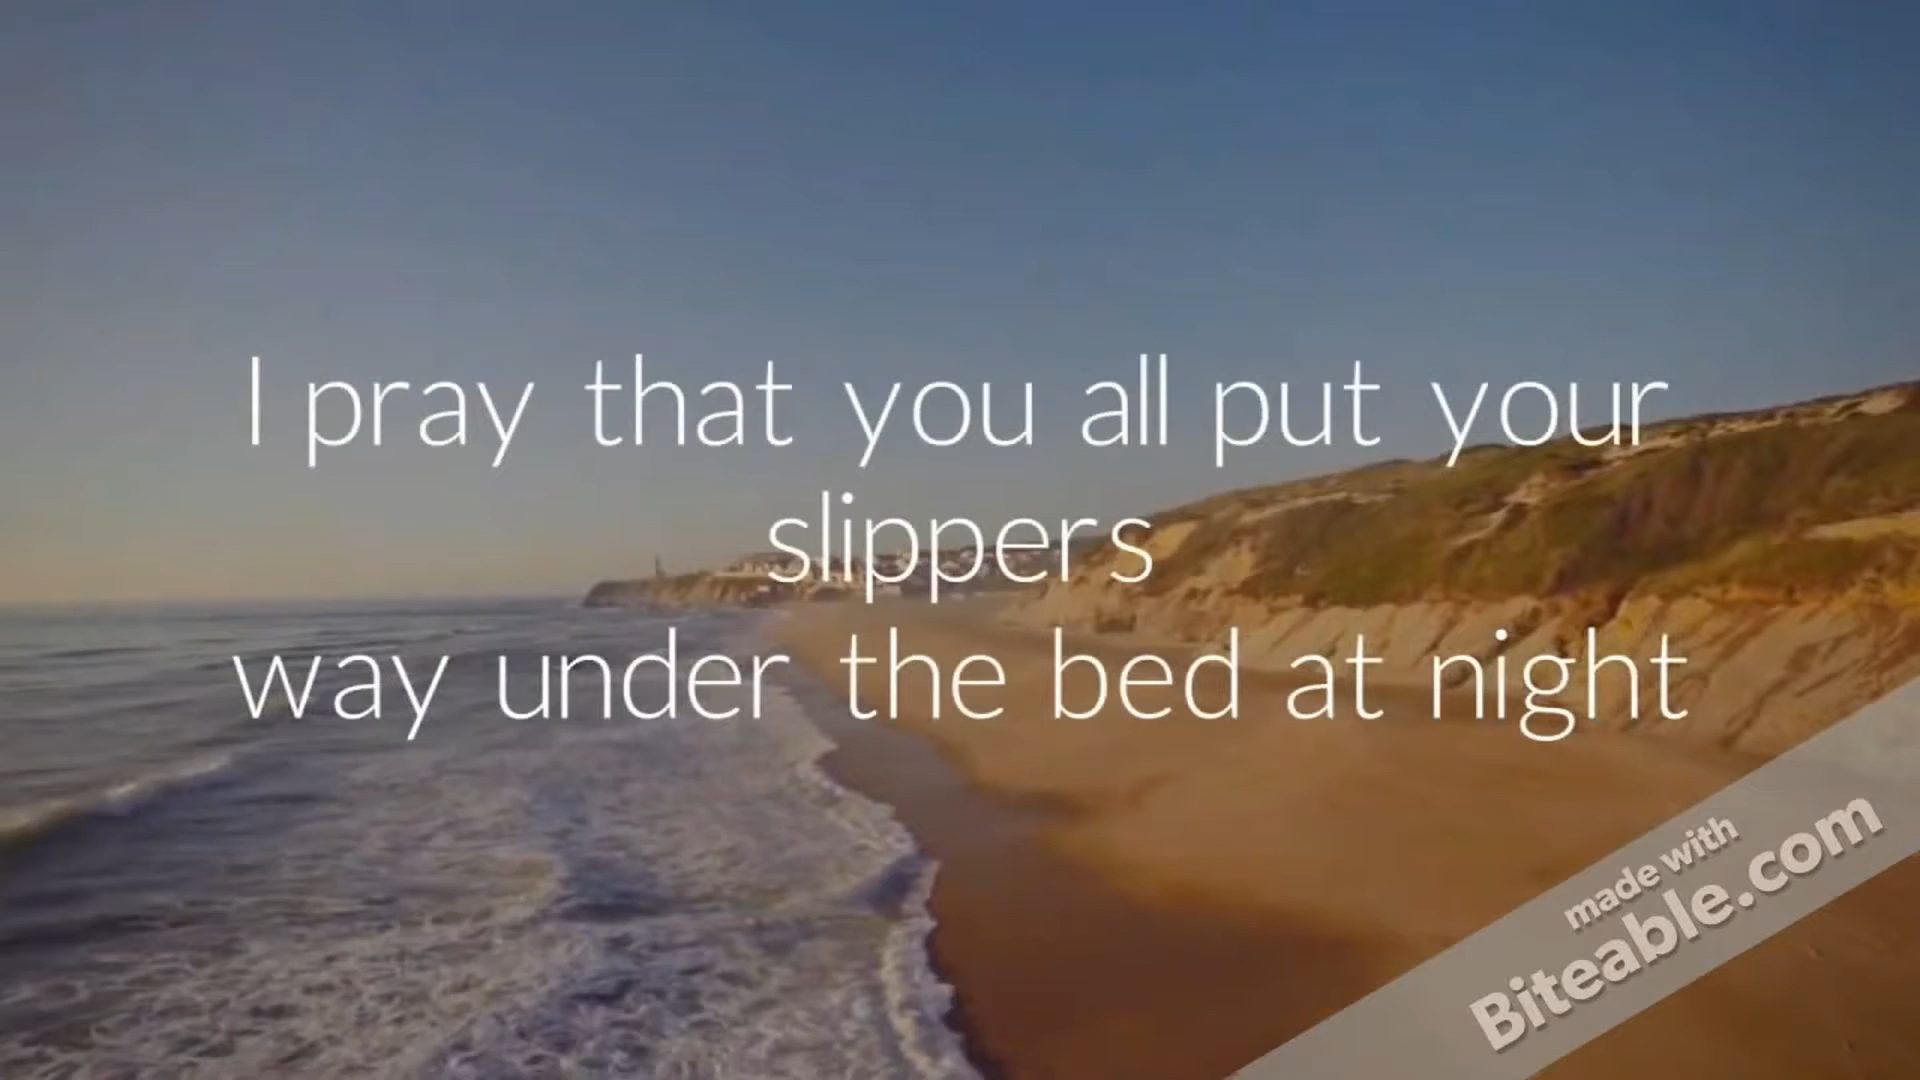 I pray that you all put your
slippers
way under the bed at night
made with
Biteable.com